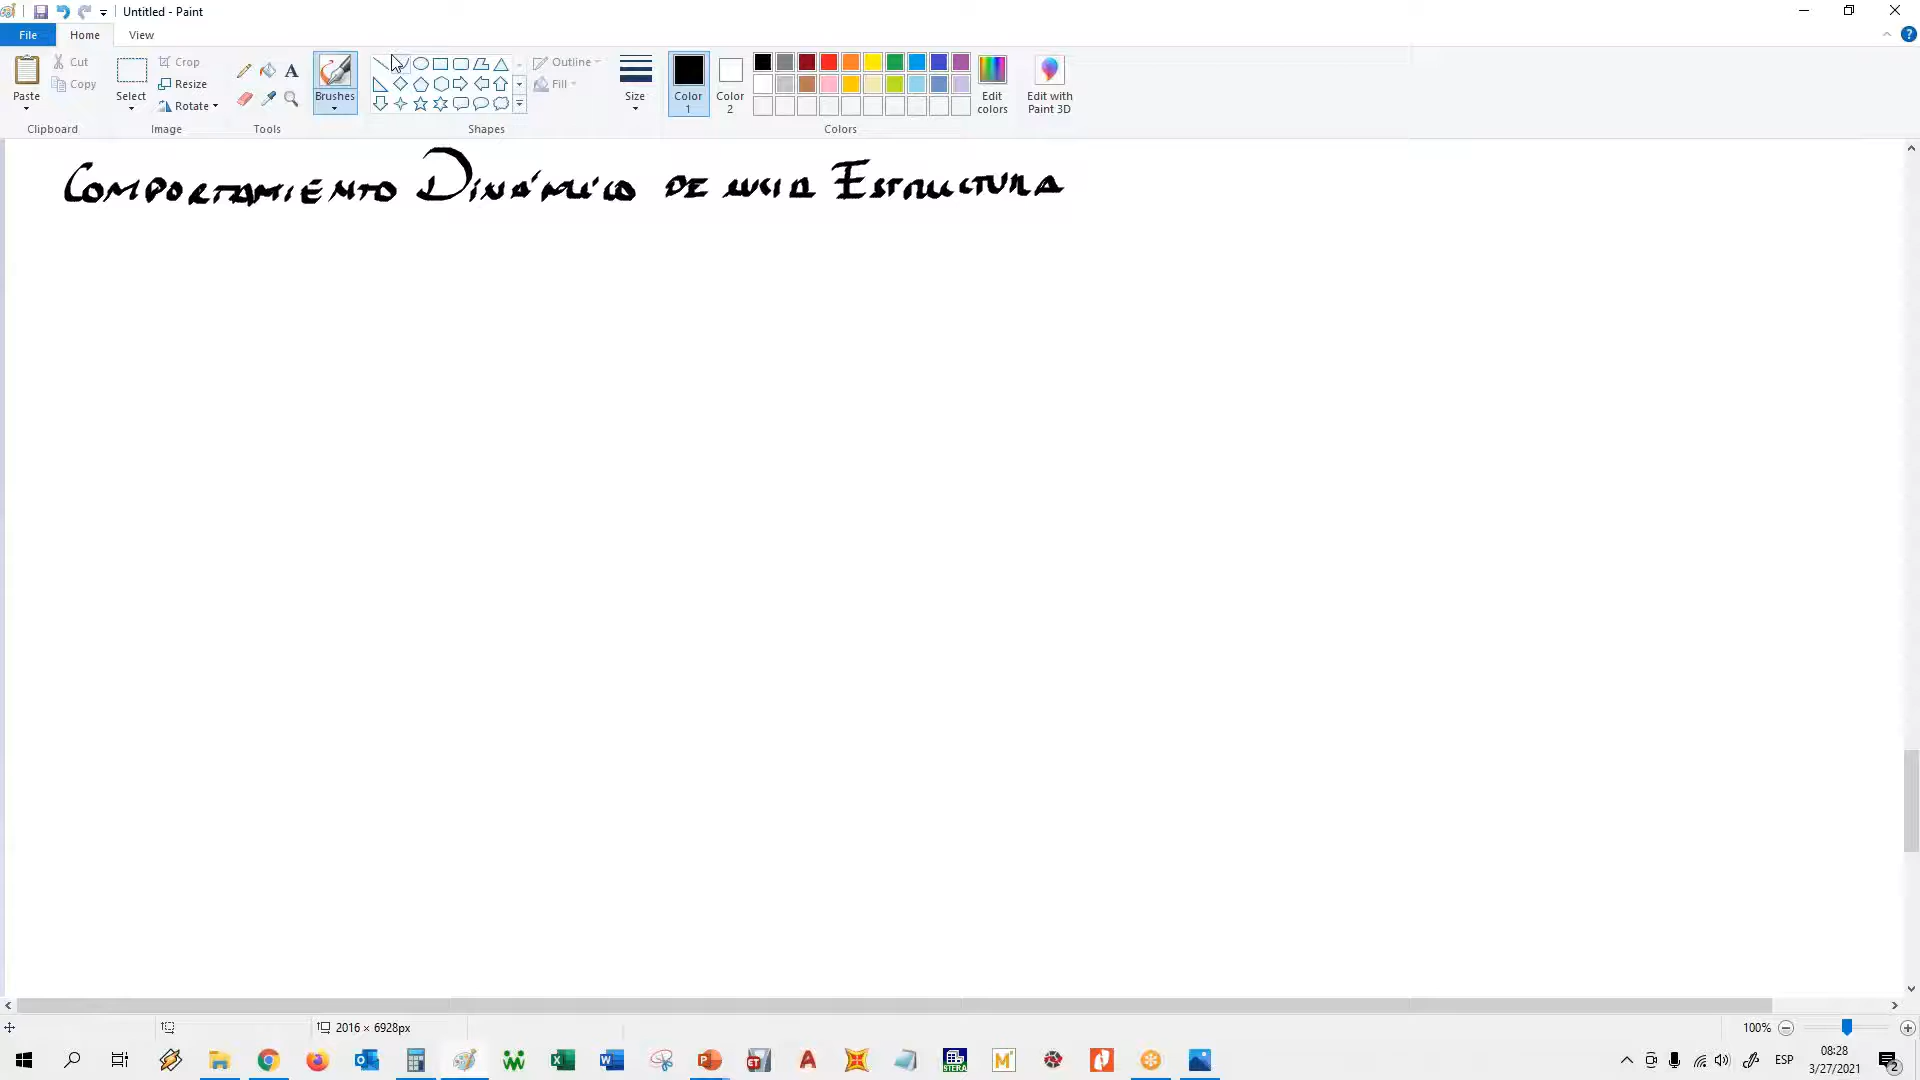 Untitled - Paint
File Home View
Paste Cut Copy Clipboard
Select Crop Resize Rotate Image
Tools
Brushes
Outline Fill Shapes
Size
Color 1 Color 2 Edit colors Colors
Edit with Paint 3D
COMPORTAMIENTO DINÁMICO DE UNA ESTRUCTURA
2016 × 6928px
100%
STERA
ESP
08:28
3/27/2021
2